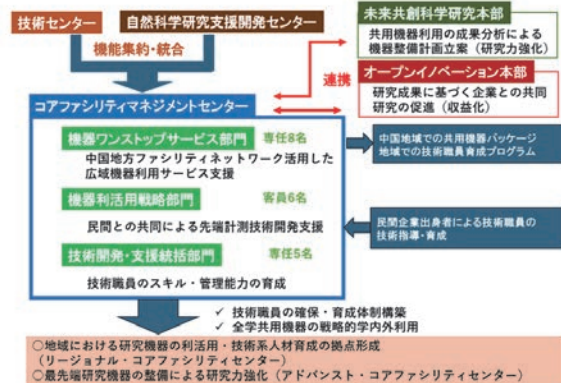 技術センター
自然科学研究支援開発センター
機能集約・統合
未来共創科学研究本部
共用機器利用の成果分析による
機器整備計画立案（研究力強化）
連携
オープンイノベーション本部
研究成果に基づく企業との共同
研究の促進（収益化）
コアファシリティマネジメントセンター
機器ワンストップサービス部門 専任8名
中国地方ファシリティネットワーク活用した
広域機器利用サービス支援
機器利活用戦略部門 客員6名
民間との共同による先端計測技術開発支援
技術開発・支援統括部門 専任5名
技術職員のスキル・管理能力の育成
中国地域での共用機器パッケージ
地域での技術職員育成プログラム
民間企業出身者による技術職員の
技術指導・育成
✓ 技術職員の確保・育成体制構築
✓ 全学共用機器の戦略的学内外利用
○地域における研究機器の利活用・技術系人材育成の拠点形成
（リージョナル・コアファシリティセンター）
○最先端研究機器の整備による研究力強化（アドバンスト・コアファシリティセンター）